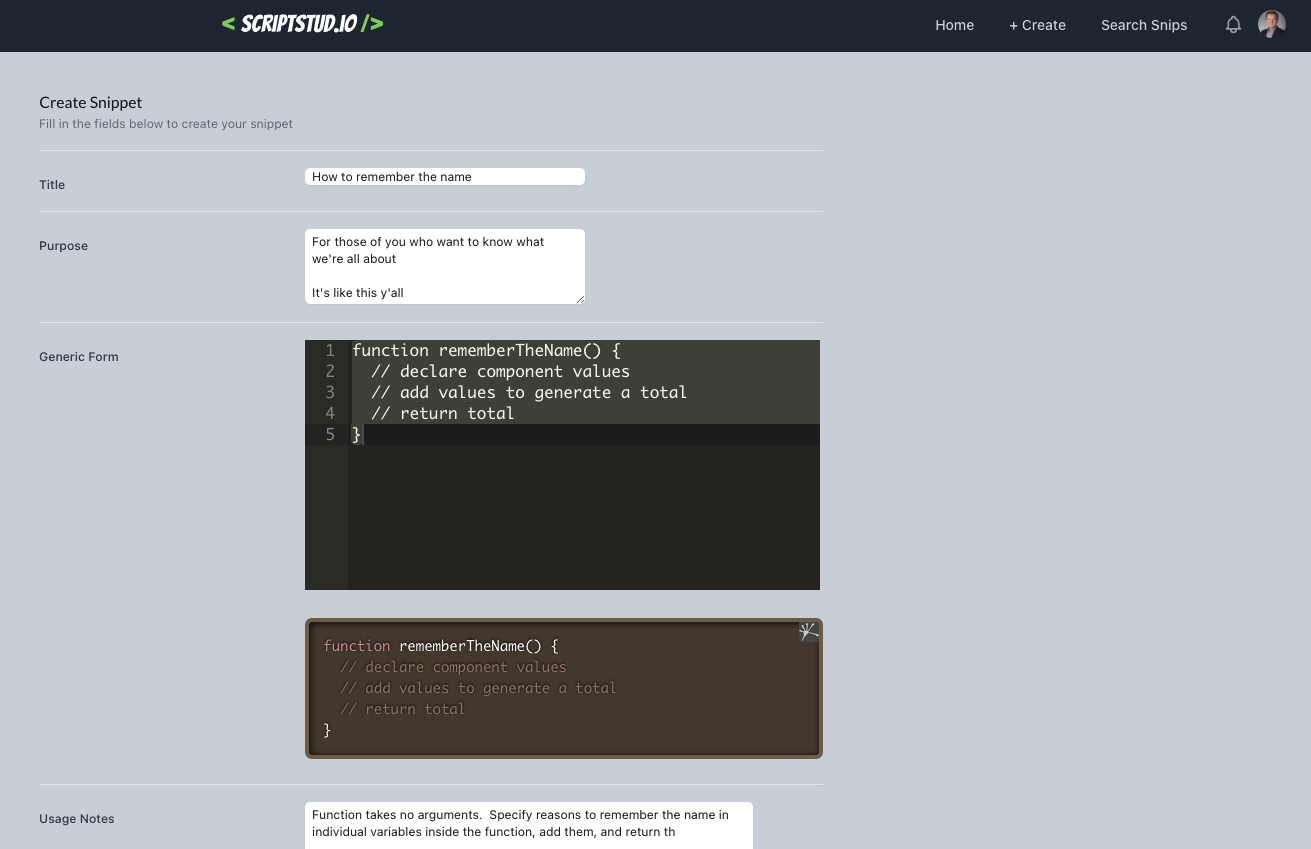 < SCRIPTSTUD.IO />
Home
+ Create
Search Snips
Create Snippet
Fill in the fields below to create your snippet
Title
How to remember the name
Purpose
For those of you who want to know what
we're all about
It's like this y'all
Generic Form
1 function rememberTheName() {
2 // declare component values
3 // add values to generate a total
4 // return total
5 }
function rememberTheName() {
// declare component values
// add values to generate a total
// return total
}
Usage Notes
Function takes no arguments.  Specify reasons to remember the name in
individual variables inside the function, add them, and return th